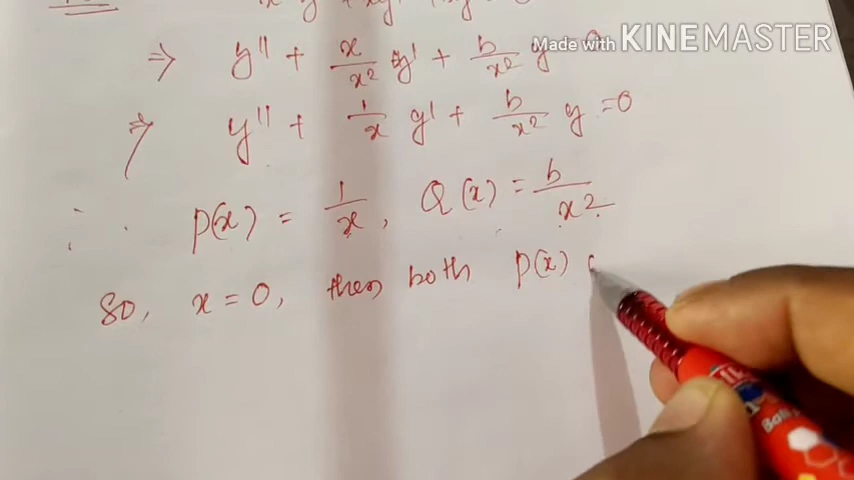 Made with KINEMASTER
⇒ y'' + x/x² y' + b/x² y = 0
⇒ y'' + 1/x y' + b/x² y = 0
∴ P(x) = 1/x, Q(x) = b/x²
So, x = 0, then both P(x)